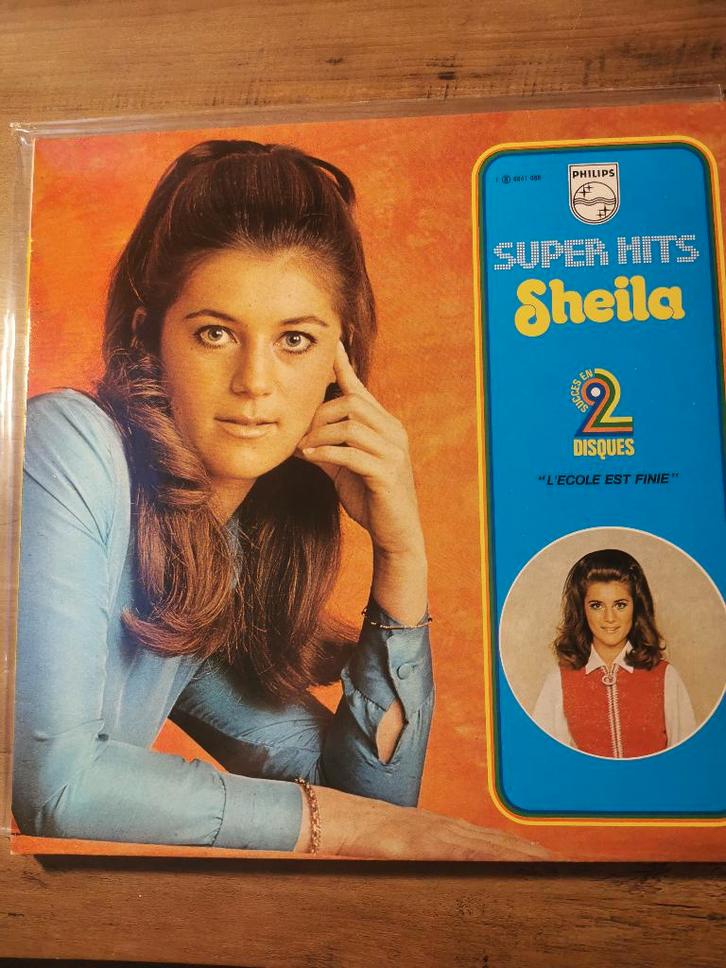 PHILIPS
SUPER HITS
Sheila
SUCCES EN
2
DISQUES
"L'ECOLE EST FINIE"